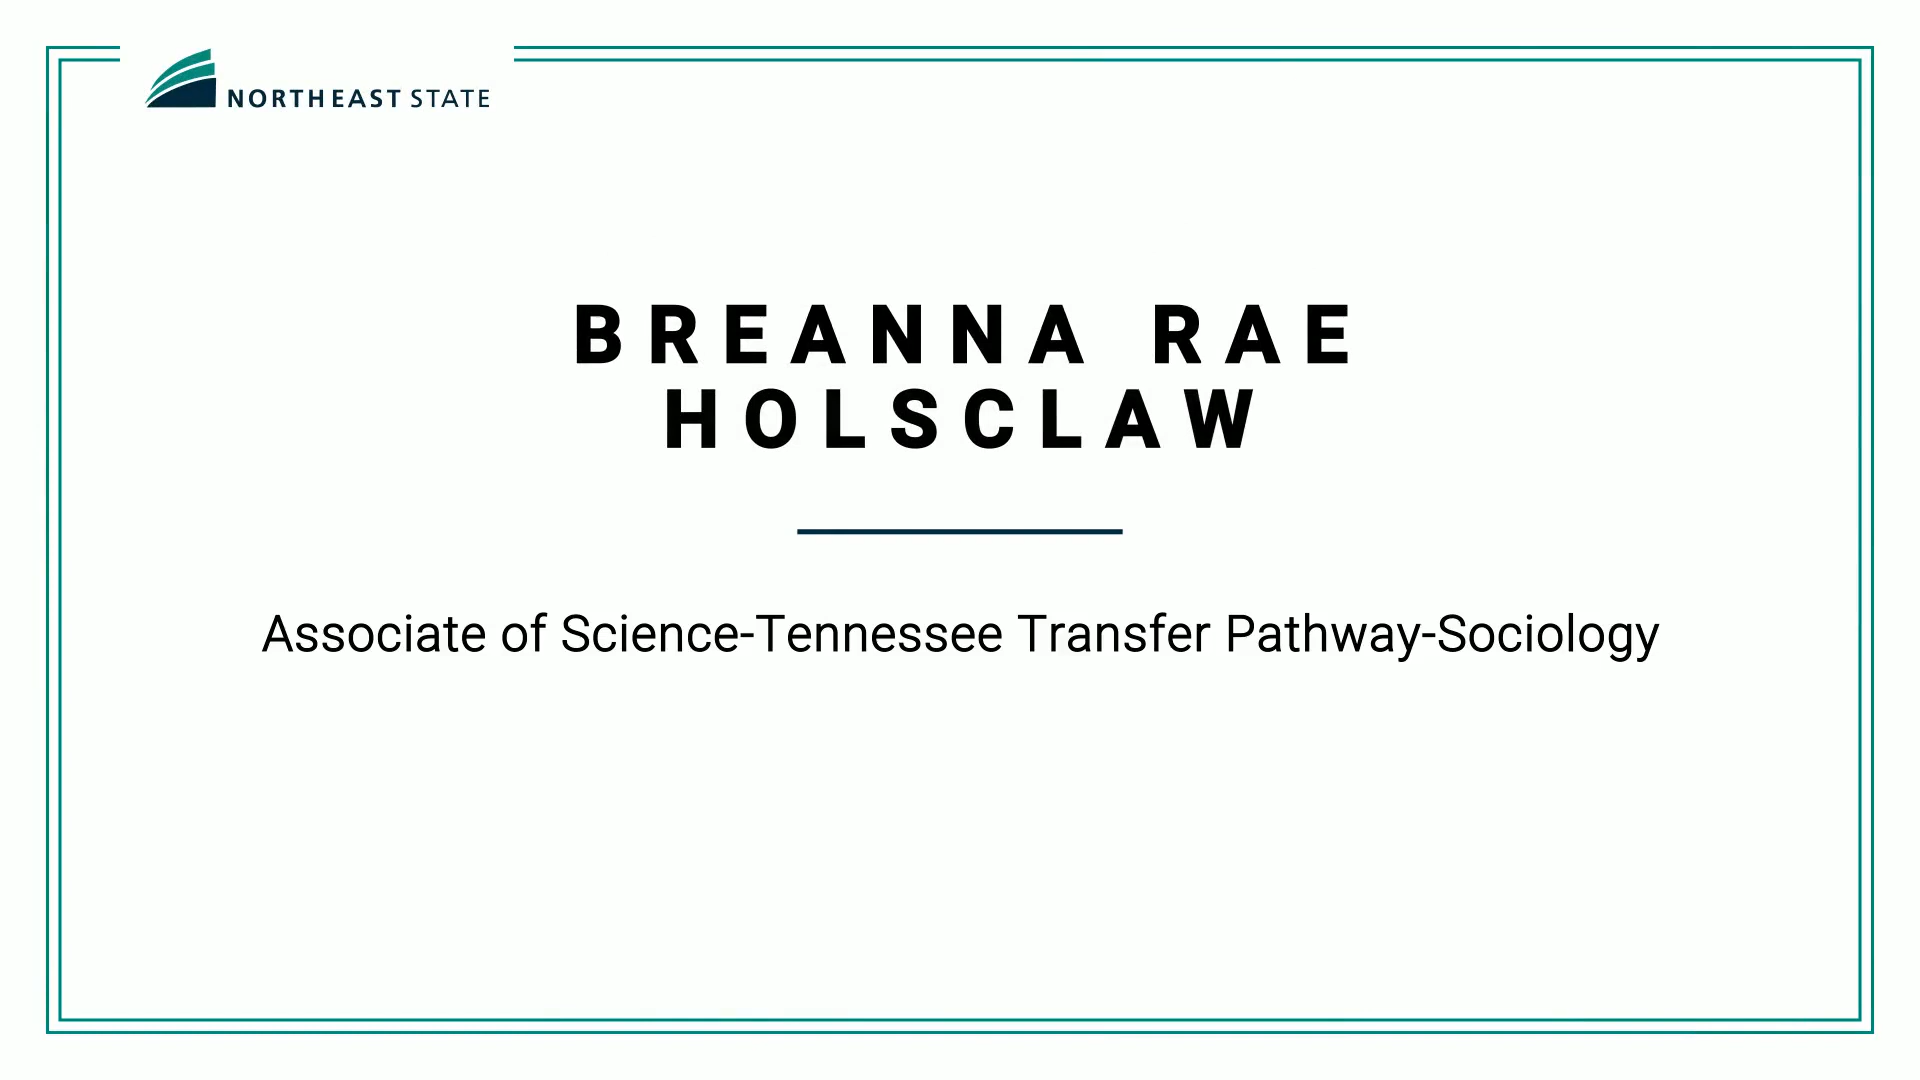 NORTHEAST STATE
BREANNA RAE
HOLSCLAW
Associate of Science-Tennessee Transfer Pathway-Sociology